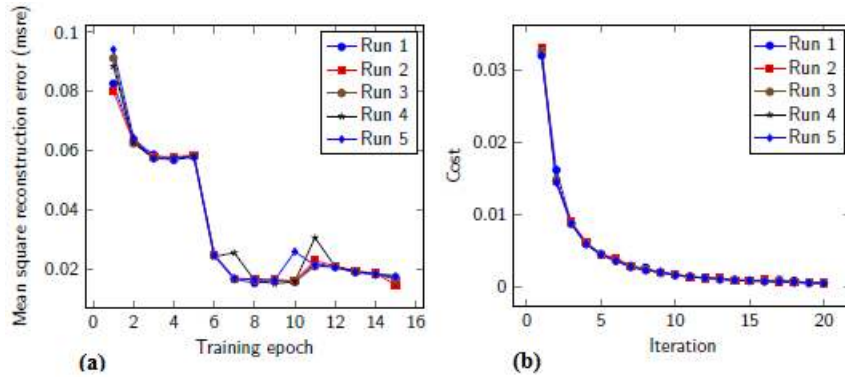 Mean square reconstruction error (msre)
0.1
0.08
0.06
0.04
0.02
0 2 4 6 8 10 12 14 16
Training epoch
Run 1
Run 2
Run 3
Run 4
Run 5
(a)
Cost
0.03
0.02
0.01
0
0 5 10 15 20
Iteration
Run 1
Run 2
Run 3
Run 4
Run 5
(b)